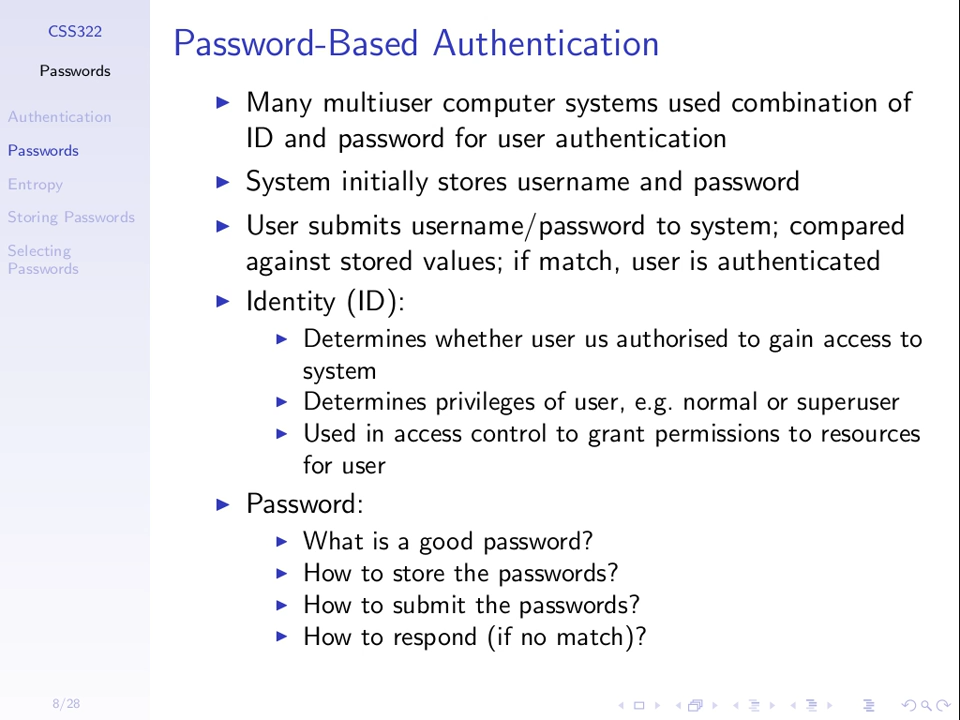 CSS322
Passwords
Authentication
Passwords
Entropy
Storing Passwords
Selecting
Passwords
Password-Based Authentication
Many multiuser computer systems used combination of
ID and password for user authentication
System initially stores username and password
User submits username/password to system; compared
against stored values; if match, user is authenticated
Identity (ID):
Determines whether user us authorised to gain access to
system
Determines privileges of user, e.g. normal or superuser
Used in access control to grant permissions to resources
for user
Password:
What is a good password?
How to store the passwords?
How to submit the passwords?
How to respond (if no match)?
8/28